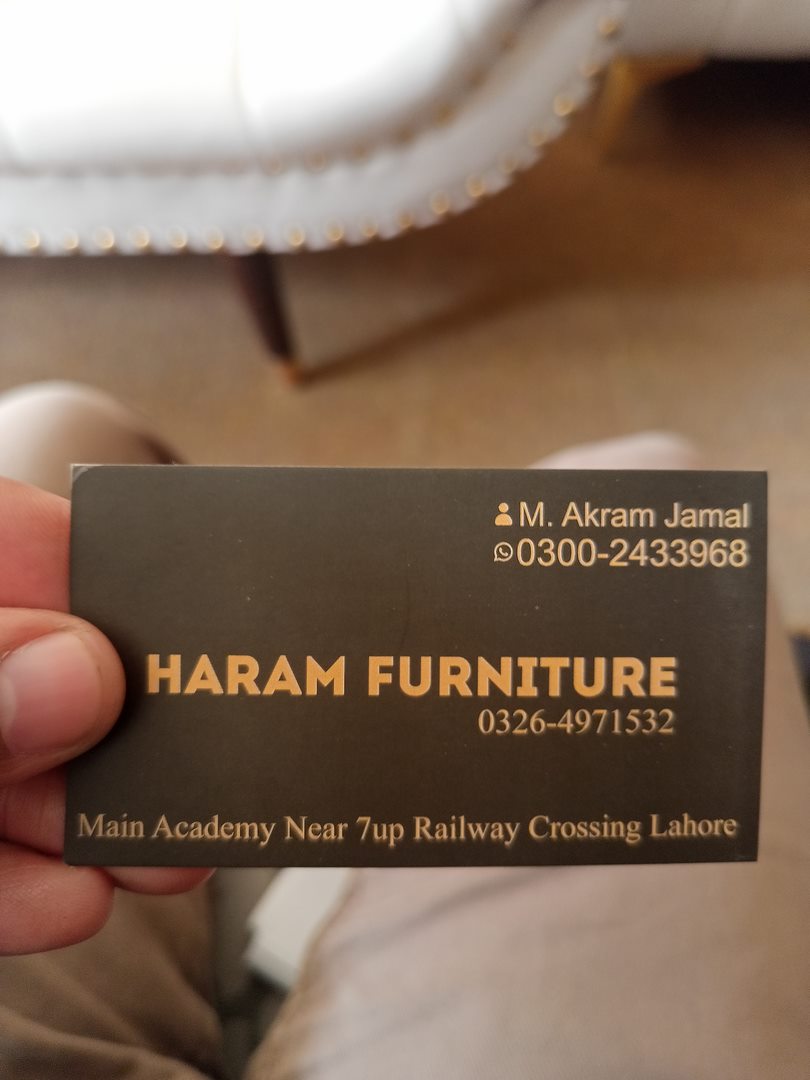 M. Akram Jamal
0300-2433968
HARAM FURNITURE
0326-4971532
Main Academy Near 7up Railway Crossing Lahore